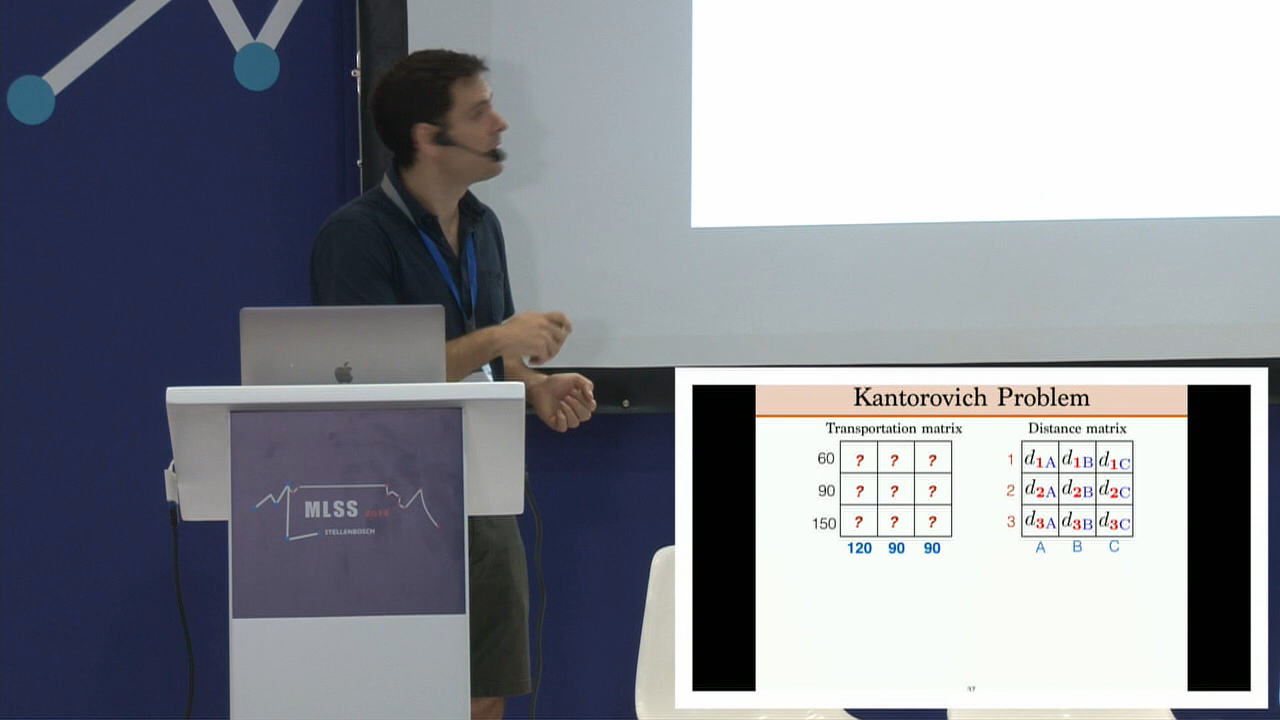 MLSS 2019
STELLENBOSCH
Kantorovich Problem
Transportation matrix
Distance matrix
60 ? ? ?
90 ? ? ?
150 ? ? ?
120 90 90
1 d1A d1B d1C
2 d2A d2B d2C
3 d3A d3B d3C
A B C